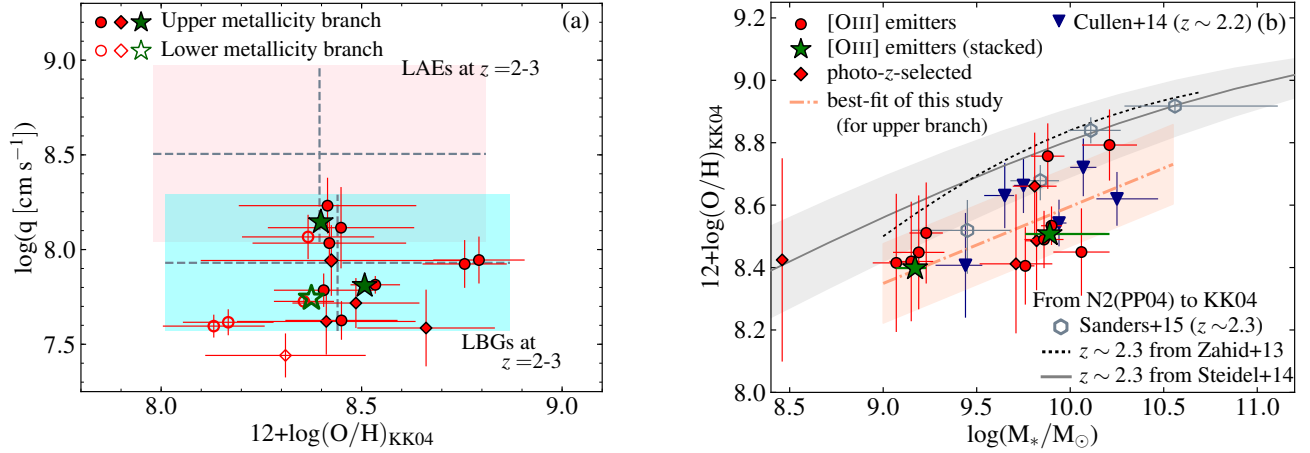 (a)
Upper metallicity branch
Lower metallicity branch
LAEs at z =2-3
LBGs at
z =2-3
log(q [cm s⁻¹])
9.0
8.5
8.0
7.5
8.0
8.5
9.0
12+log(O/H)KK04
(b)
[OIII] emitters
[OIII] emitters (stacked)
photo-z-selected
best-fit of this study
(for upper branch)
Cullen+14 (z ∼ 2.2)
From N2(PP04) to KK04
Sanders+15 (z ∼2.3)
z ∼ 2.3 from Zahid+13
z ∼ 2.3 from Steidel+14
12+log(O/H)KK04
9.2
9.0
8.8
8.6
8.4
8.2
8.0
8.5
9.0
9.5
10.0
10.5
11.0
log(M∗/M⊙)